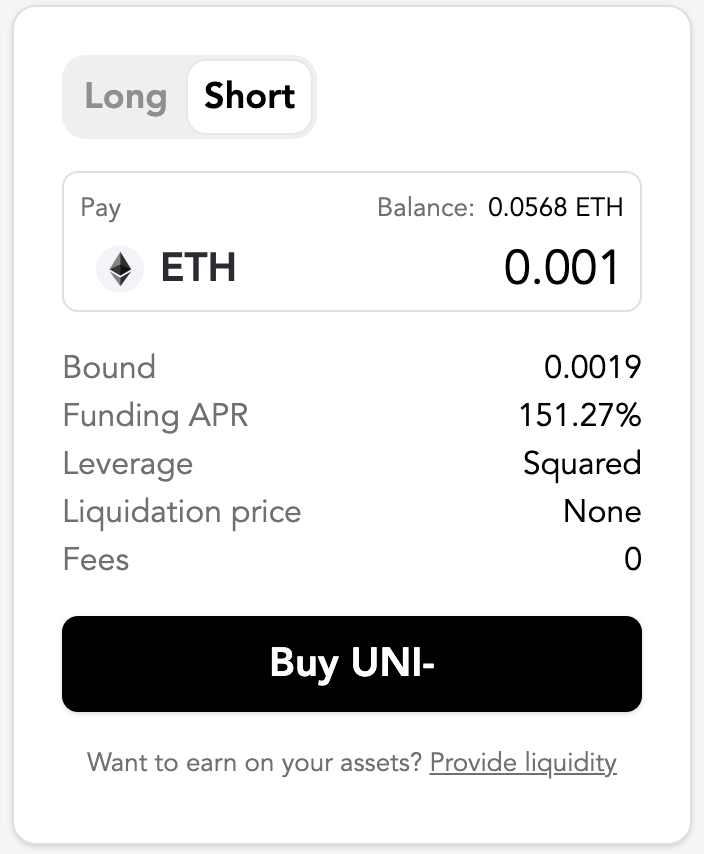 Long Short
Pay Balance: 0.0568 ETH
ETH 0.001
Bound 0.0019
Funding APR 151.27%
Leverage Squared
Liquidation price None
Fees 0
Buy UNI-
Want to earn on your assets? Provide liquidity